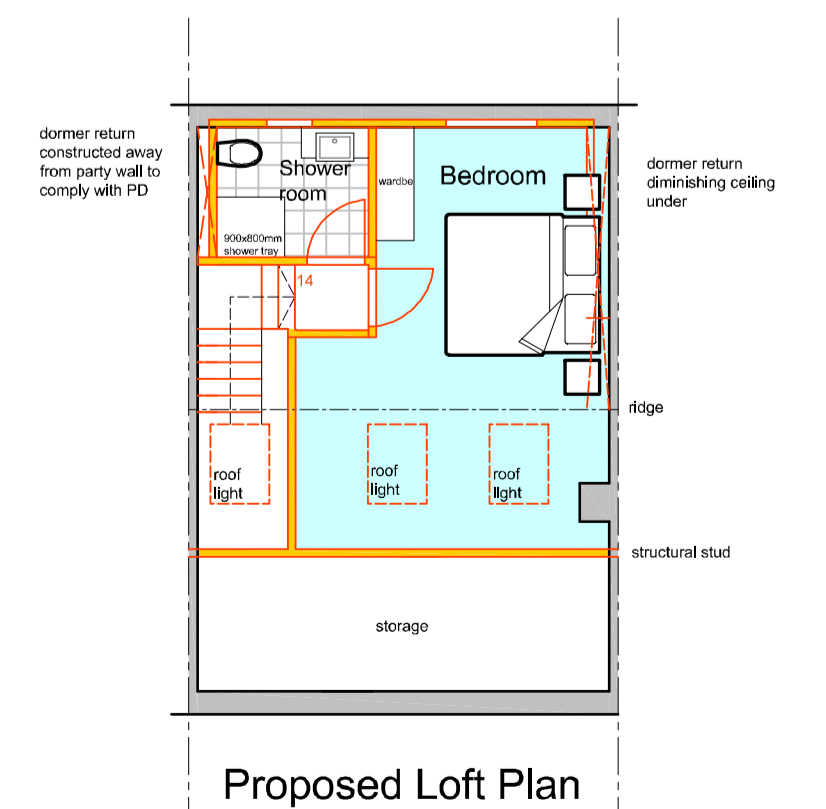 dormer return
constructed away
from party wall to
comply with PD
Shower
room
wardbe
Bedroom
dormer return
diminishing ceiling
under
900x800mm
shower tray
14
ridge
roof
light
roof
light
roof
light
structural stud
storage
Proposed Loft Plan